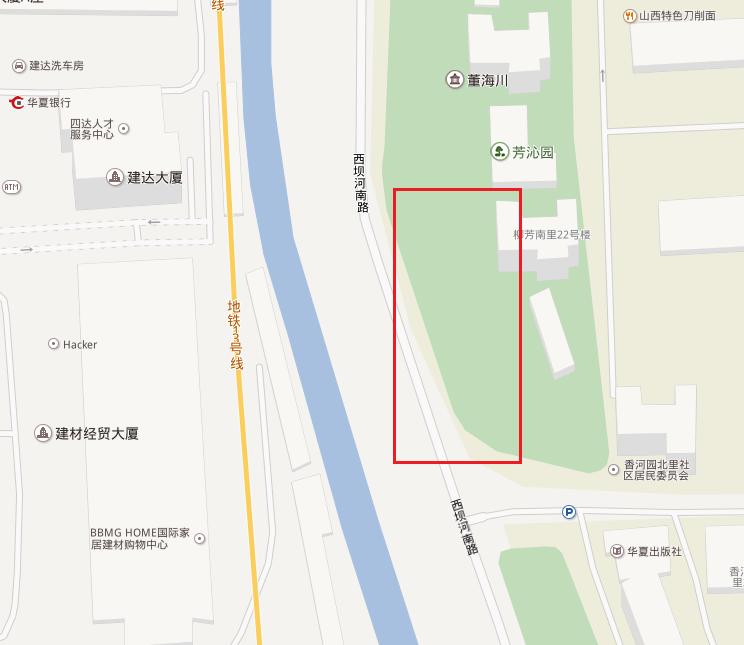 线
山西特色刀削面
建达洗车房
董海川
华夏银行
四达人才
服务中心
芳沁园
西坝河南路
建达大厦
ATM
柳芳南里22号楼
地铁13号线
Hacker
建材经贸大厦
香河园北里社
区居民委员会
西坝河南路
P
BBMG HOME国际家
居建材购物中心
华夏出版社
里